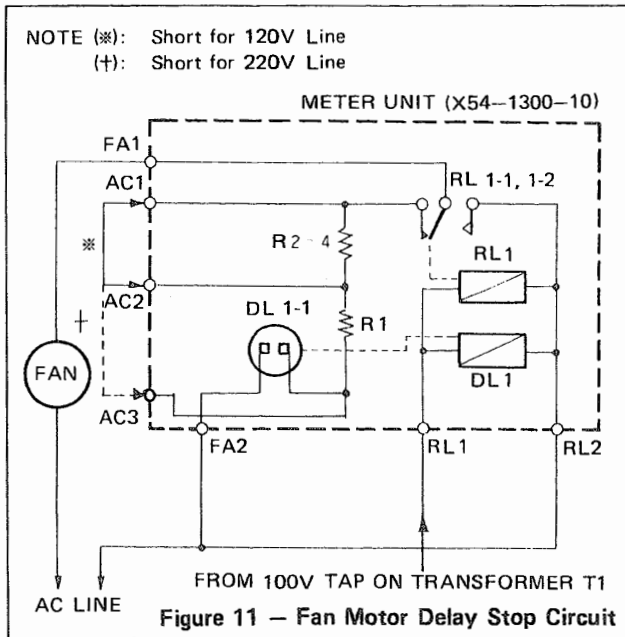 NOTE (※): Short for 120V Line
(†): Short for 220V Line
METER UNIT (X54-1300-10)
FA1
AC1
RL 1-1, 1-2
※
R2-4
RL1
AC2
DL 1-1
R1
†
FAN
DL1
AC3
FA2
RL1
RL2
FROM 100V TAP ON TRANSFORMER T1
AC LINE
Figure 11 — Fan Motor Delay Stop Circuit